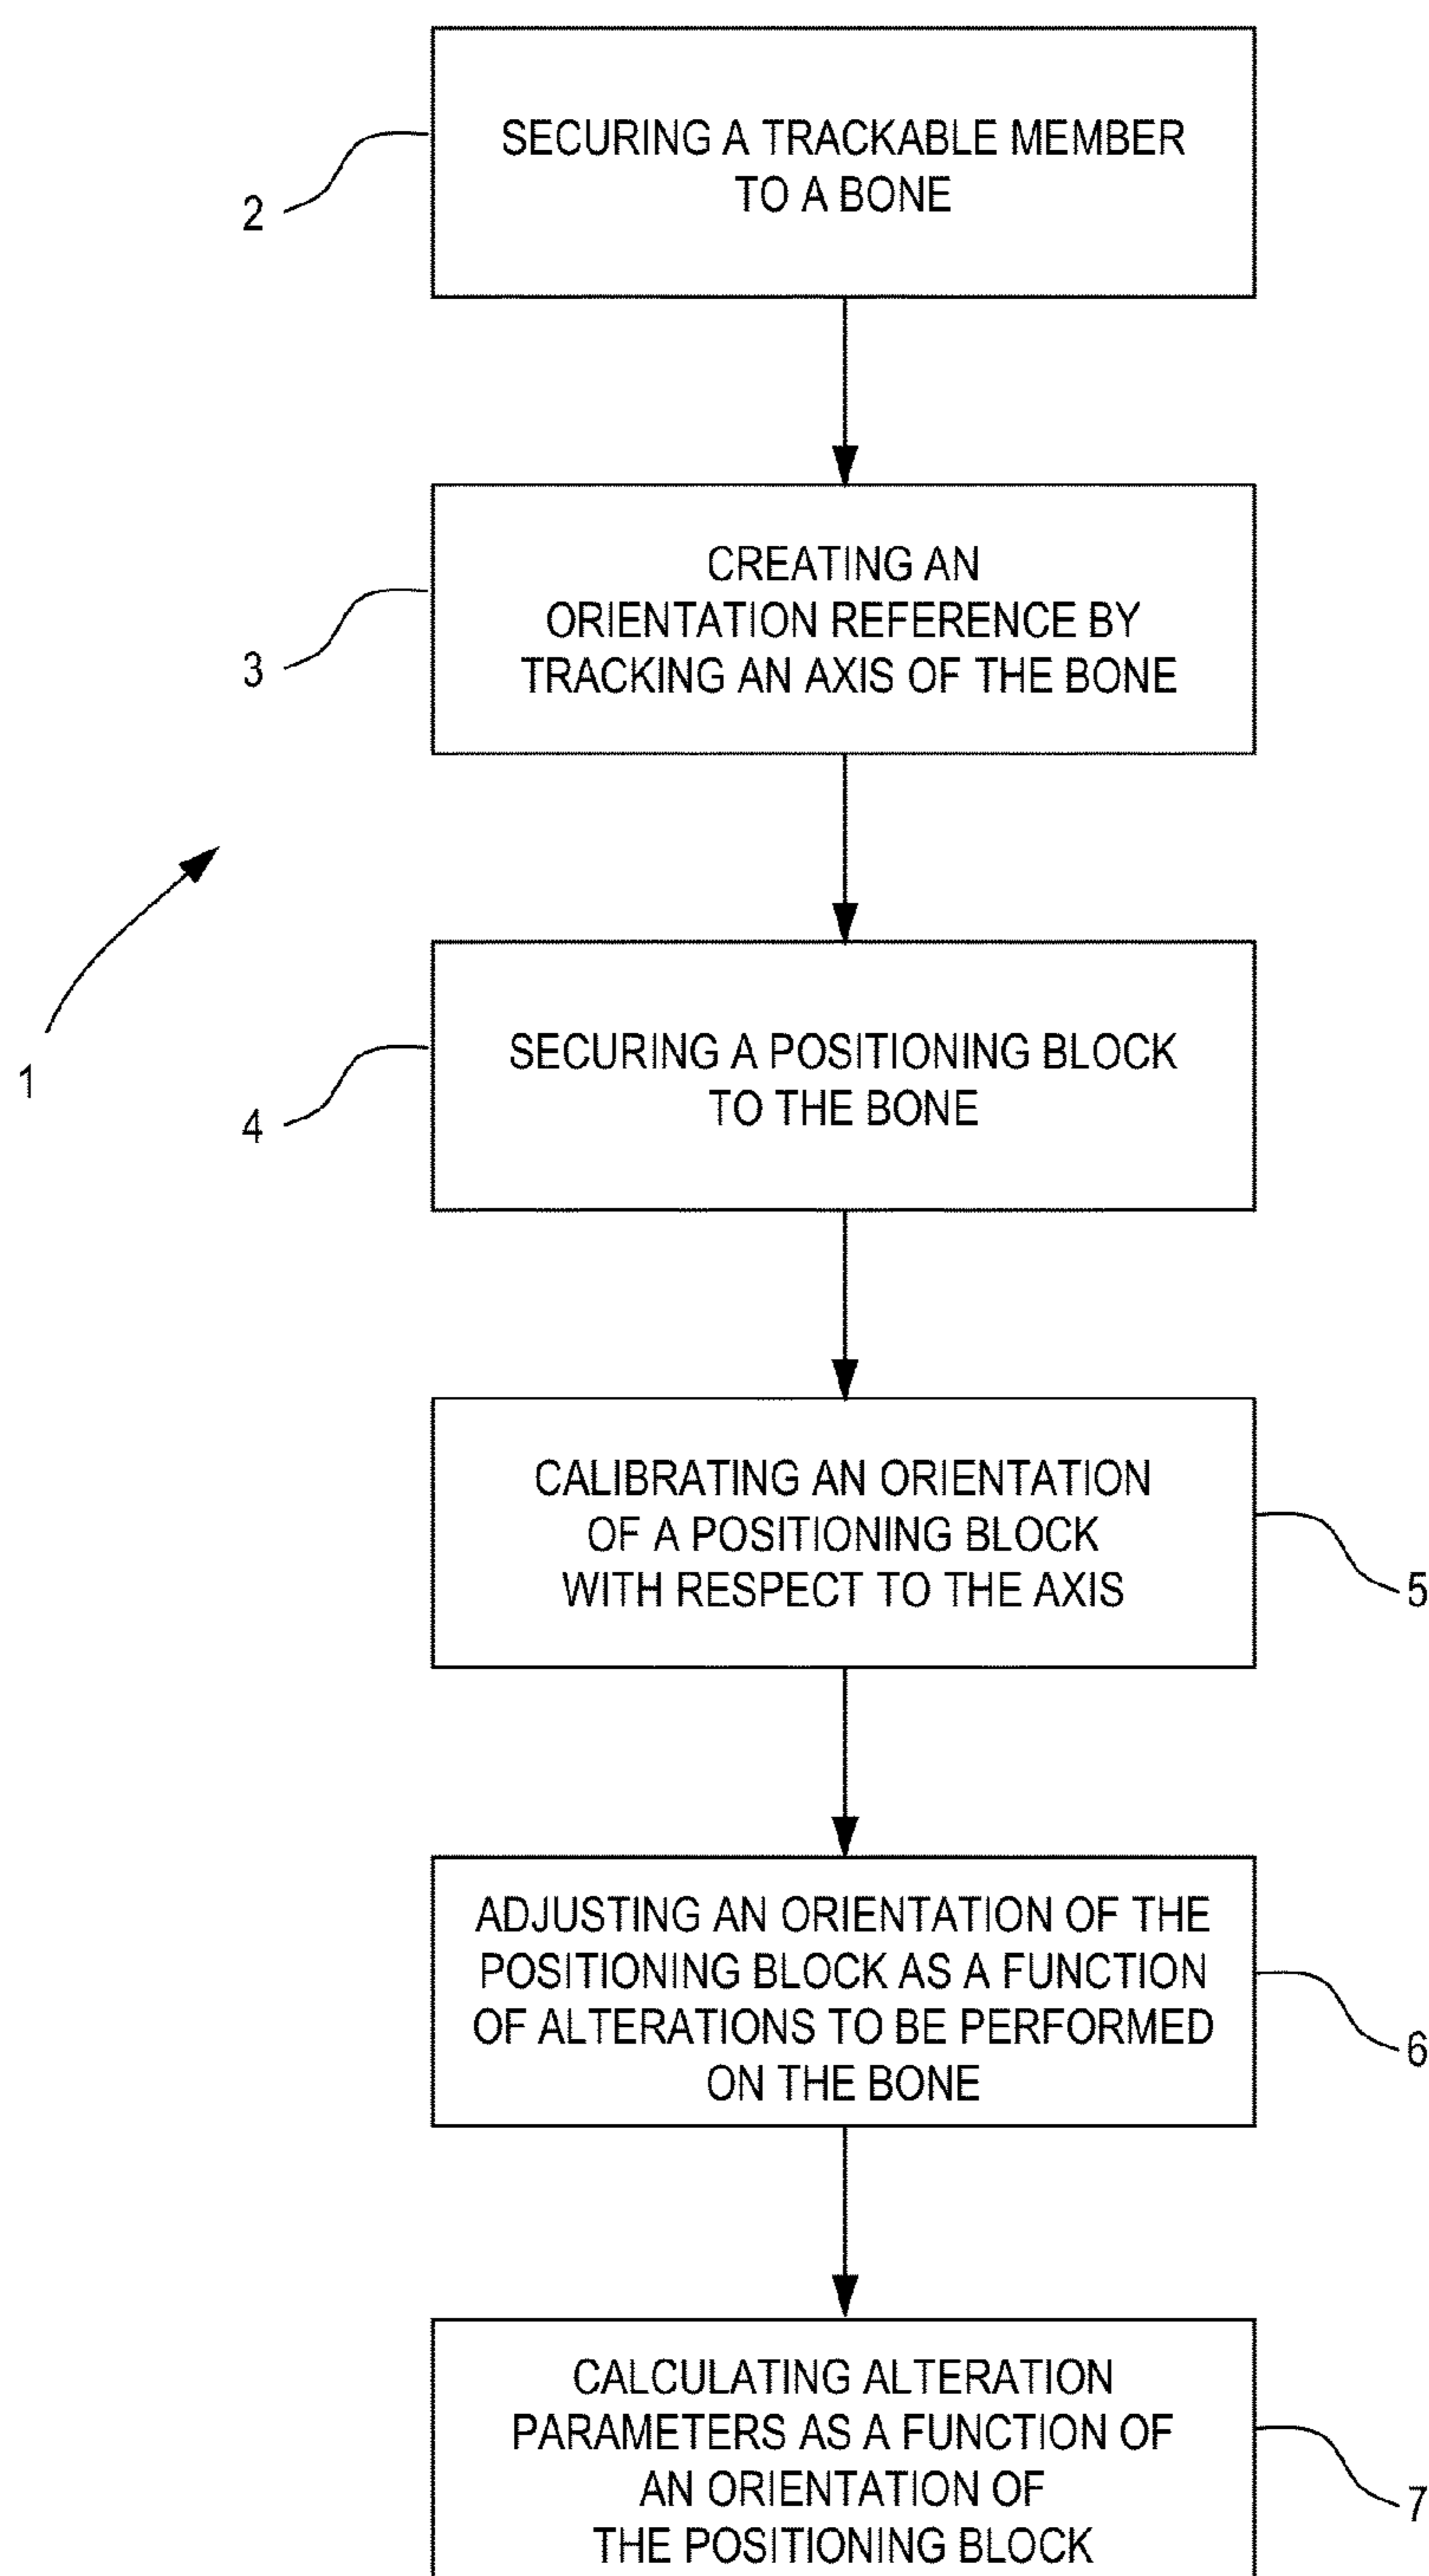 SECURING A TRACKABLE MEMBER
TO A BONE
2
CREATING AN
ORIENTATION REFERENCE BY
TRACKING AN AXIS OF THE BONE
3
1
SECURING A POSITIONING BLOCK
TO THE BONE
4
CALIBRATING AN ORIENTATION
OF A POSITIONING BLOCK
WITH RESPECT TO THE AXIS
5
ADJUSTING AN ORIENTATION OF THE
POSITIONING BLOCK AS A FUNCTION
OF ALTERATIONS TO BE PERFORMED
ON THE BONE
6
CALCULATING ALTERATION
PARAMETERS AS A FUNCTION OF
AN ORIENTATION OF
THE POSITIONING BLOCK
7